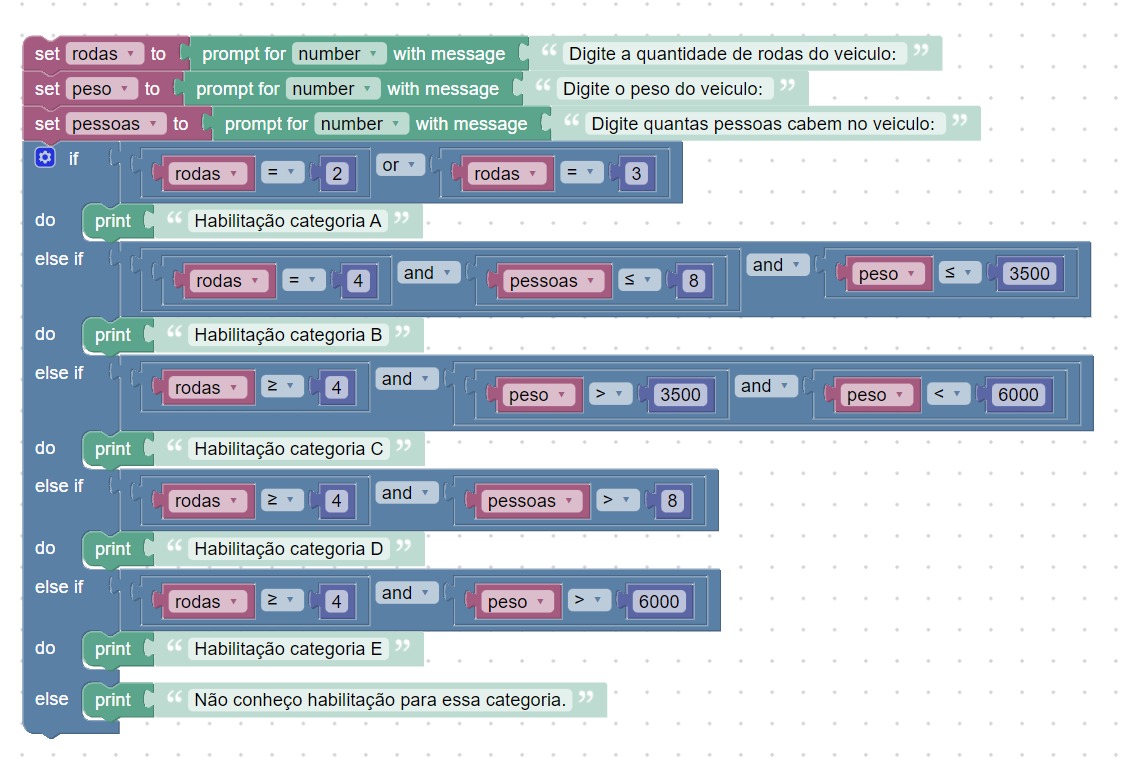 set rodas to prompt for number with message “ Digite a quantidade de rodas do veiculo: ”
set peso to prompt for number with message “ Digite o peso do veiculo: ”
set pessoas to prompt for number with message “ Digite quantas pessoas cabem no veiculo: ”
if rodas = 2 or rodas = 3
do print “ Habilitação categoria A ”
else if rodas = 4 and pessoas ≤ 8 and peso ≤ 3500
do print “ Habilitação categoria B ”
else if rodas ≥ 4 and peso > 3500 and peso < 6000
do print “ Habilitação categoria C ”
else if rodas ≥ 4 and pessoas > 8
do print “ Habilitação categoria D ”
else if rodas ≥ 4 and peso > 6000
do print “ Habilitação categoria E ”
else print “ Não conheço habilitação para essa categoria. ”